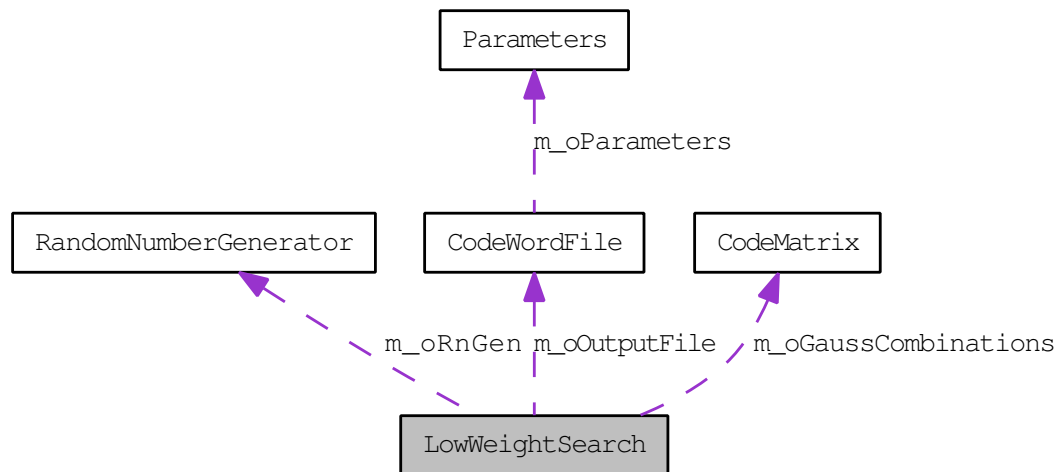 Parameters
m_oParameters
RandomNumberGenerator
CodeWordFile
CodeMatrix
m_oRnGen
m_oOutputFile
m_oGaussCombinations
LowWeightSearch